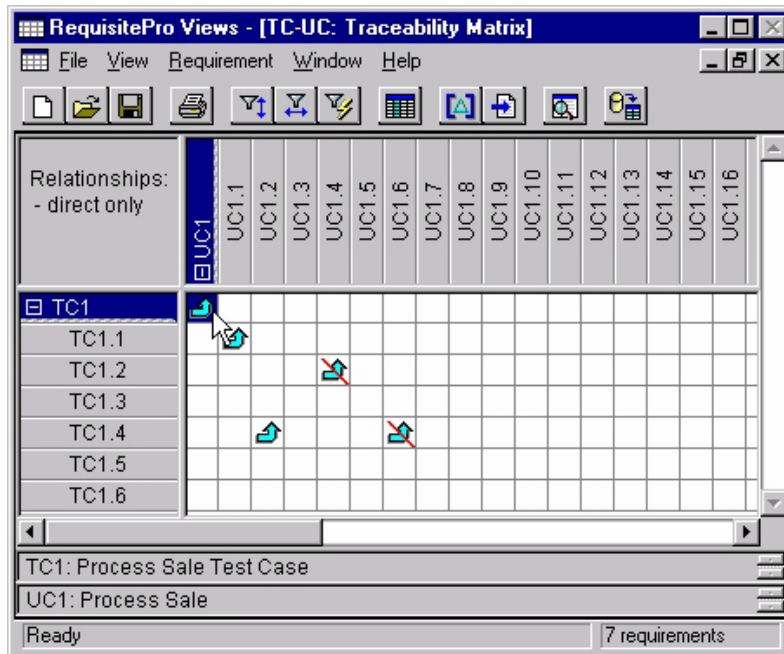 RequisitePro Views - [TC-UC: Traceability Matrix]
File View Requirement Window Help
Relationships:
- direct only
UC1
UC1.1
UC1.2
UC1.3
UC1.4
UC1.5
UC1.6
UC1.7
UC1.8
UC1.9
UC1.10
UC1.11
UC1.12
UC1.13
UC1.14
UC1.15
UC1.16
TC1
TC1.1
TC1.2
TC1.3
TC1.4
TC1.5
TC1.6
TC1: Process Sale Test Case
UC1: Process Sale
Ready 7 requirements